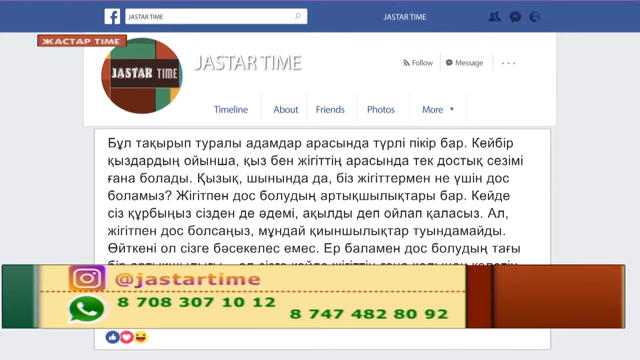 JASTAR TIME
JASTAR TIME
ЖАСТАР TIME
JASTAR TIME
JASTAR TIME
Follow
Message
Timeline
About
Friends
Photos
More
Бұл тақырып туралы адамдар арасында түрлі пікір бар. Кейбір
қыздардың ойынша, қыз бен жігіттің арасында тек достық сезімі
ғана болады. Қызық, шынында да, біз жігіттермен не үшін дос
боламыз? Жігітпен дос болудың артықшылықтары бар. Кейде
сіз құрбыңыз сізден де әдемі, ақылды деп ойлап қаласыз. Ал,
жігітпен дос болсаңыз, мұндай қиыншылықтар туындамайды.
Өйткені ол сізге бәсекелес емес. Ер баламен дос болудың тағы
@jastartime
8 708 307 10 12
8 747 482 80 92